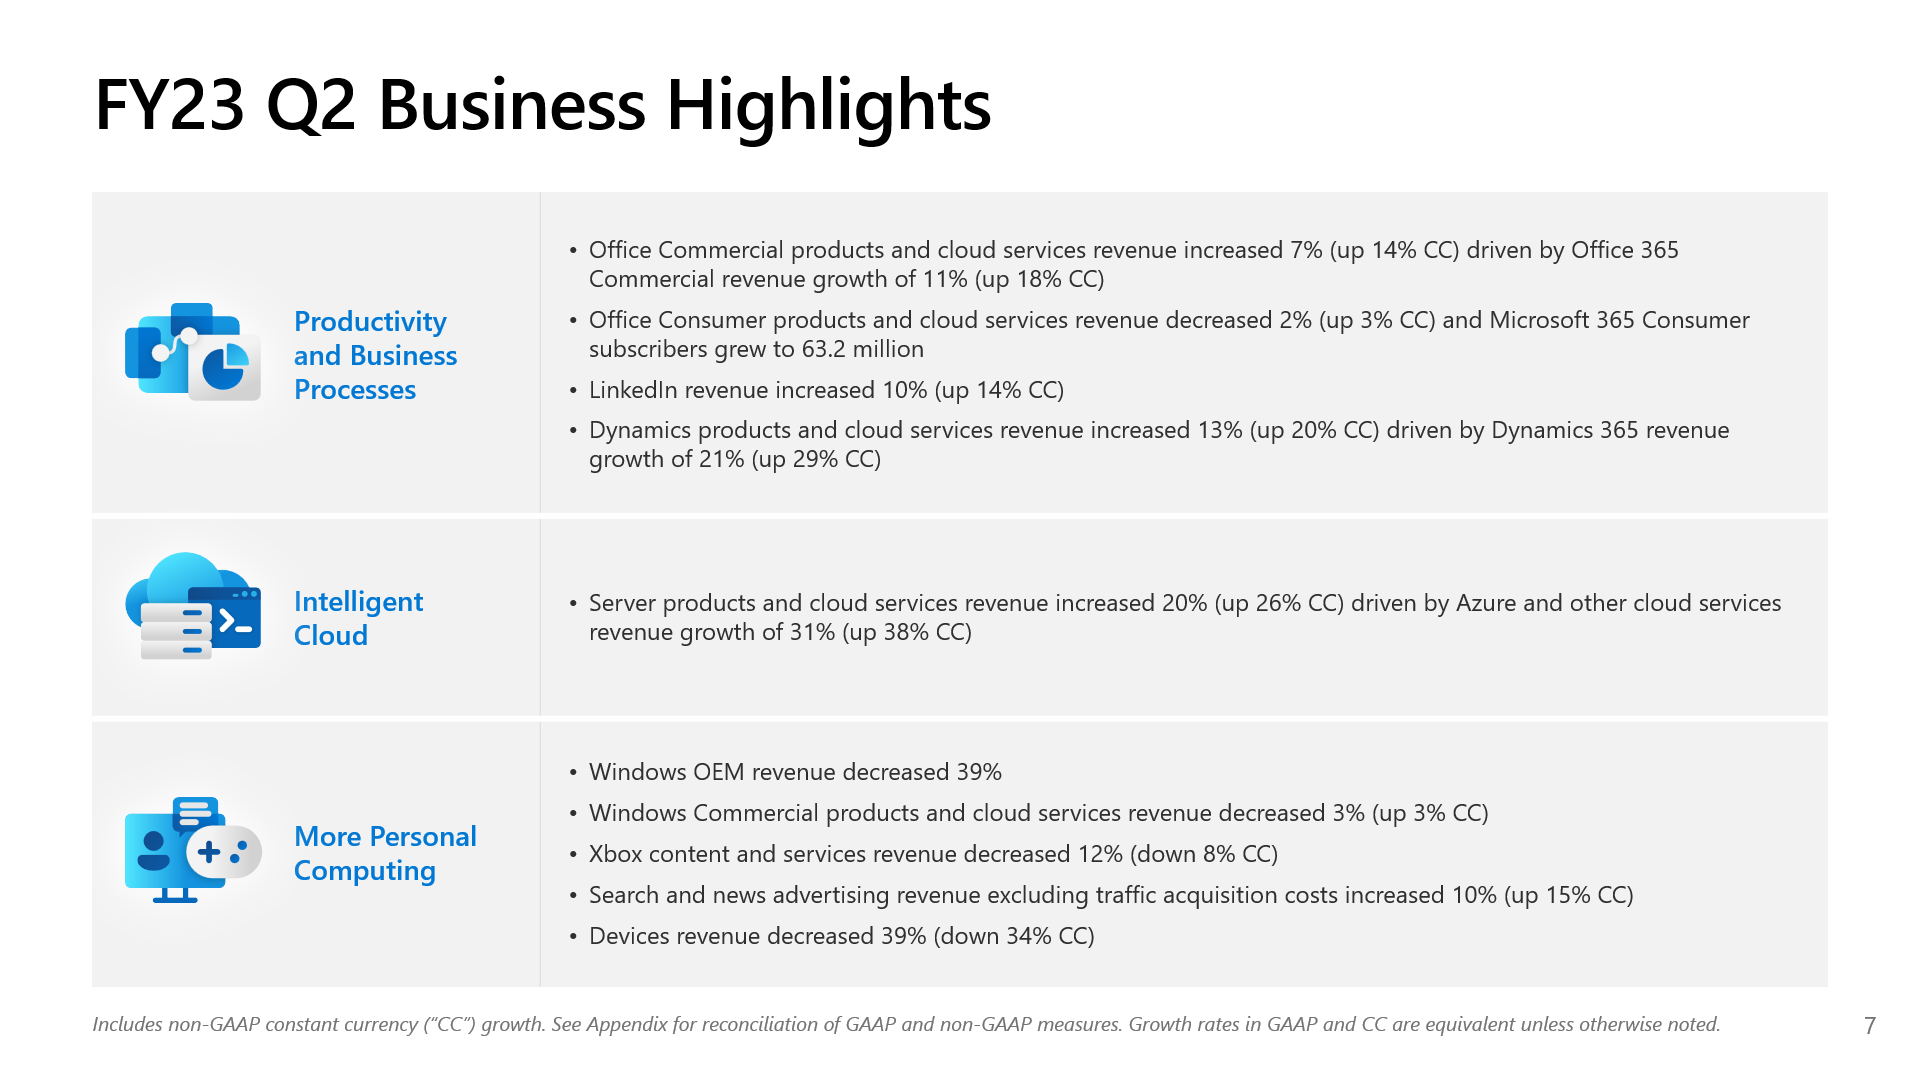 FY23 Q2 Business Highlights
Productivity
and Business
Processes
• Office Commercial products and cloud services revenue increased 7% (up 14% CC) driven by Office 365
Commercial revenue growth of 11% (up 18% CC)
• Office Consumer products and cloud services revenue decreased 2% (up 3% CC) and Microsoft 365 Consumer
subscribers grew to 63.2 million
• LinkedIn revenue increased 10% (up 14% CC)
• Dynamics products and cloud services revenue increased 13% (up 20% CC) driven by Dynamics 365 revenue
growth of 21% (up 29% CC)
Intelligent
Cloud
• Server products and cloud services revenue increased 20% (up 26% CC) driven by Azure and other cloud services
revenue growth of 31% (up 38% CC)
More Personal
Computing
• Windows OEM revenue decreased 39%
• Windows Commercial products and cloud services revenue decreased 3% (up 3% CC)
• Xbox content and services revenue decreased 12% (down 8% CC)
• Search and news advertising revenue excluding traffic acquisition costs increased 10% (up 15% CC)
• Devices revenue decreased 39% (down 34% CC)
Includes non-GAAP constant currency (“CC”) growth. See Appendix for reconciliation of GAAP and non-GAAP measures. Growth rates in GAAP and CC are equivalent unless otherwise noted.
7